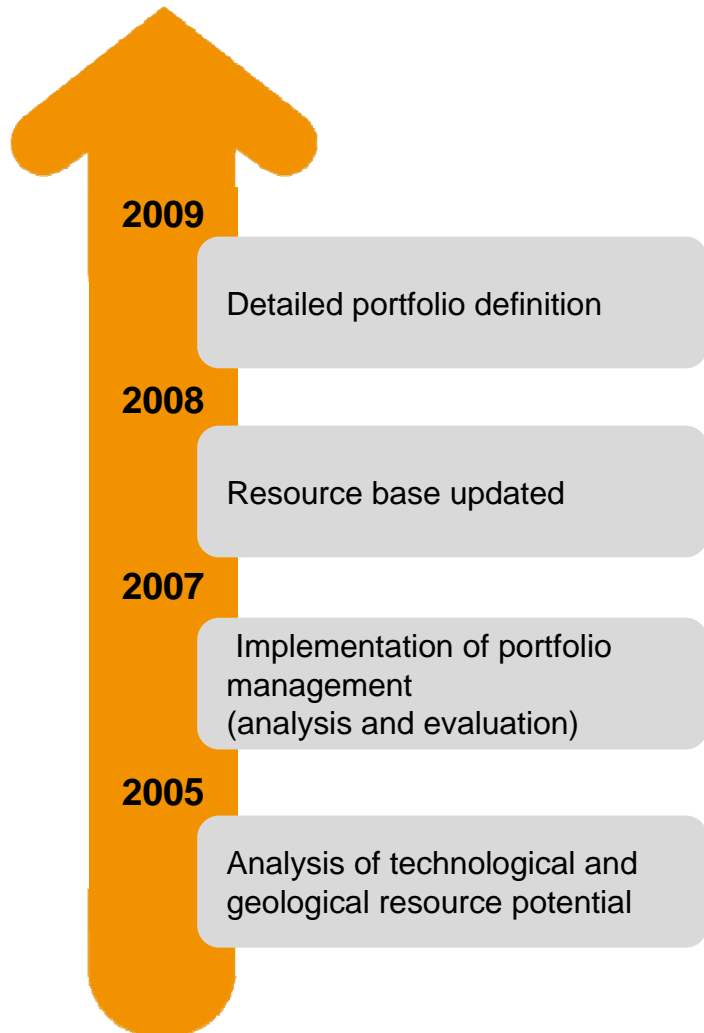 2009
Detailed portfolio definition
2008
Resource base updated
2007
Implementation of portfolio
management
(analysis and evaluation)
2005
Analysis of technological and
geological resource potential